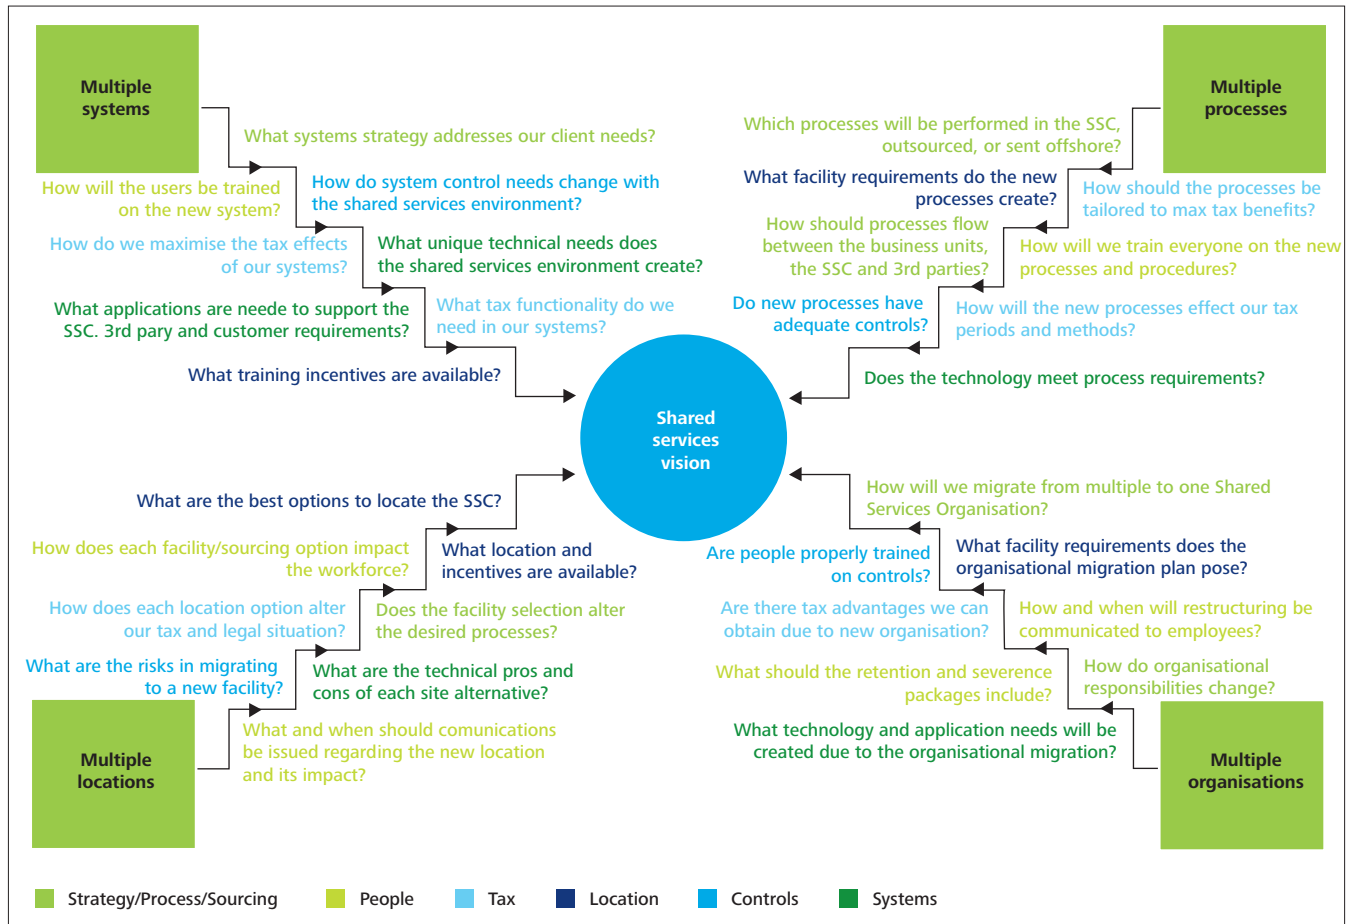 Multiple
systems
What systems strategy addresses our client needs?
How will the users be trained
on the new system?
How do system control needs change with
the shared services environment?
How do we maximise the tax effects
of our systems?
What unique technical needs does
the shared services environment create?
What applications are neede to support the
SSC. 3rd pary and customer requirements?
What tax functionality do we
need in our systems?
What training incentives are available?
Multiple
processes
Which processes will be performed in the SSC,
outsourced, or sent offshore?
What facility requirements do the new
processes create?
How should the processes be
tailored to max tax benefits?
How should processes flow
between the business units,
the SSC and 3rd parties?
How will we train everyone on the new
processes and procedures?
Do new processes have
adequate controls?
How will the new processes effect our tax
periods and methods?
Does the technology meet process requirements?
Shared
services
vision
What are the best options to locate the SSC?
How does each facility/sourcing option impact
the workforce?
What location and
incentives are available?
How does each location option alter
our tax and legal situation?
Does the facility selection alter
the desired processes?
What are the risks in migrating
to a new facility?
What are the technical pros and
cons of each site alternative?
What and when should comunications
be issued regarding the new location
and its impact?
Multiple
locations
How will we migrate from multiple to one Shared
Services Organisation?
Are people properly trained
on controls?
What facility requirements does the
organisational migration plan pose?
Are there tax advantages we can
obtain due to new organisation?
How and when will restructuring be
communicated to employees?
What should the retention and severence
packages include?
How do organisational
responsibilities change?
What technology and application needs will be
created due to the organisational migration?
Multiple
organisations
Strategy/Process/Sourcing
People
Tax
Location
Controls
Systems